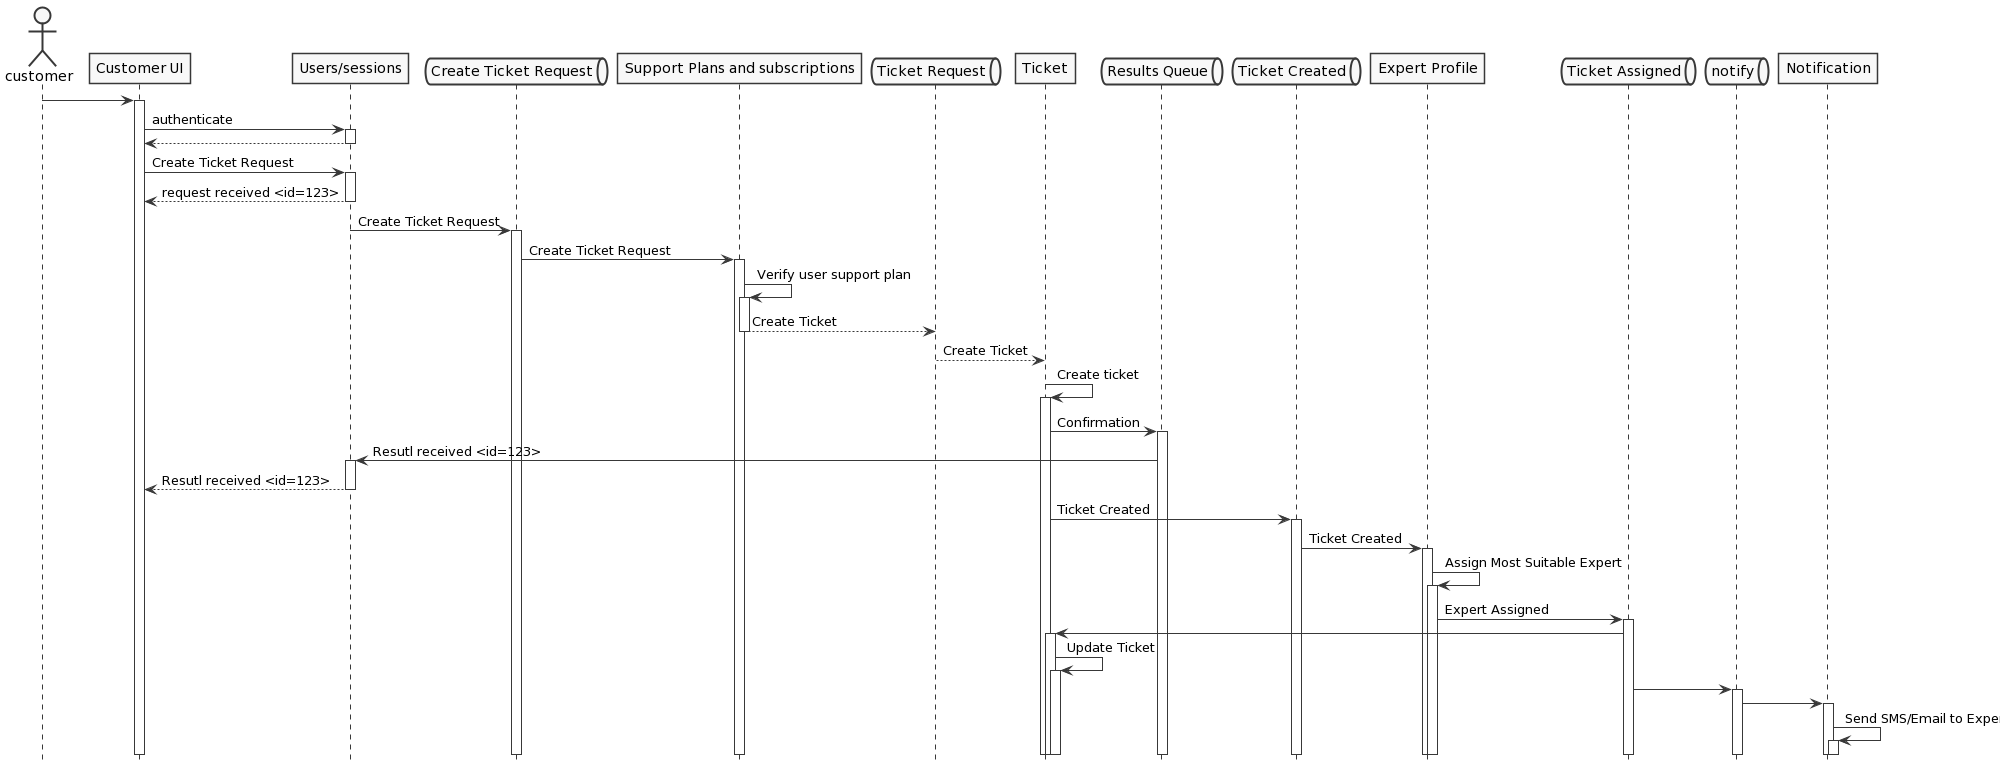 customer
Customer UI
Users/sessions
Create Ticket Request
Support Plans and subscriptions
Ticket Request
Ticket
Results Queue
Ticket Created
Expert Profile
Ticket Assigned
notify
Notification
authenticate
Create Ticket Request
request received <id=123>
Create Ticket Request
Create Ticket Request
Verify user support plan
Create Ticket
Create Ticket
Create ticket
Confirmation
Resutl received <id=123>
Resutl received <id=123>
Ticket Created
Ticket Created
Assign Most Suitable Expert
Expert Assigned
Update Ticket
Send SMS/Email to Expe